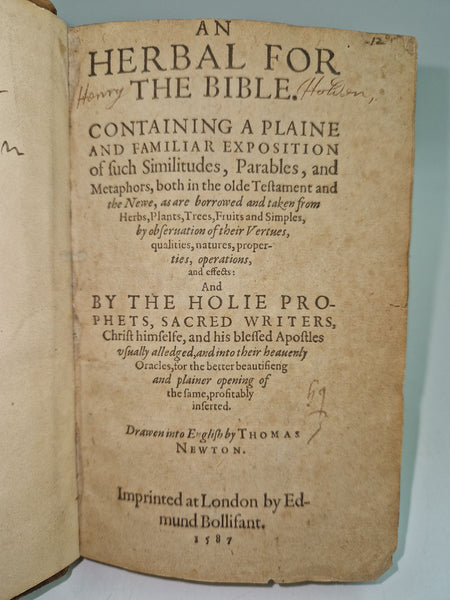 AN
HERBAL FOR
THE BIBLE.
Henry Holden,
CONTAINING A PLAINE
AND FAMILIAR EXPOSITION
of ſuch Similitudes, Parables, and
Metaphors, both in the olde Teſtament and
the Newe, as are borrowed and taken from
Herbs, Plants, Trees, Fruits and Simples,
by obſeruation of their Vertues,
qualities, natures, proper-
ties, operations,
and effects:
And
BY THE HOLIE PRO-
PHETS, SACRED WRITERS,
Chriſt himſelfe, and his bleſſed Apoſtles
vſually alledged, and into their heauenly
Oracles, for the better beautifieng
and plainer opening of
the ſame, profitably
inſerted.
Drawen into Engliſh by THOMAS
NEWTON.
Imprinted at London by Ed-
mund Bollifant.
1587